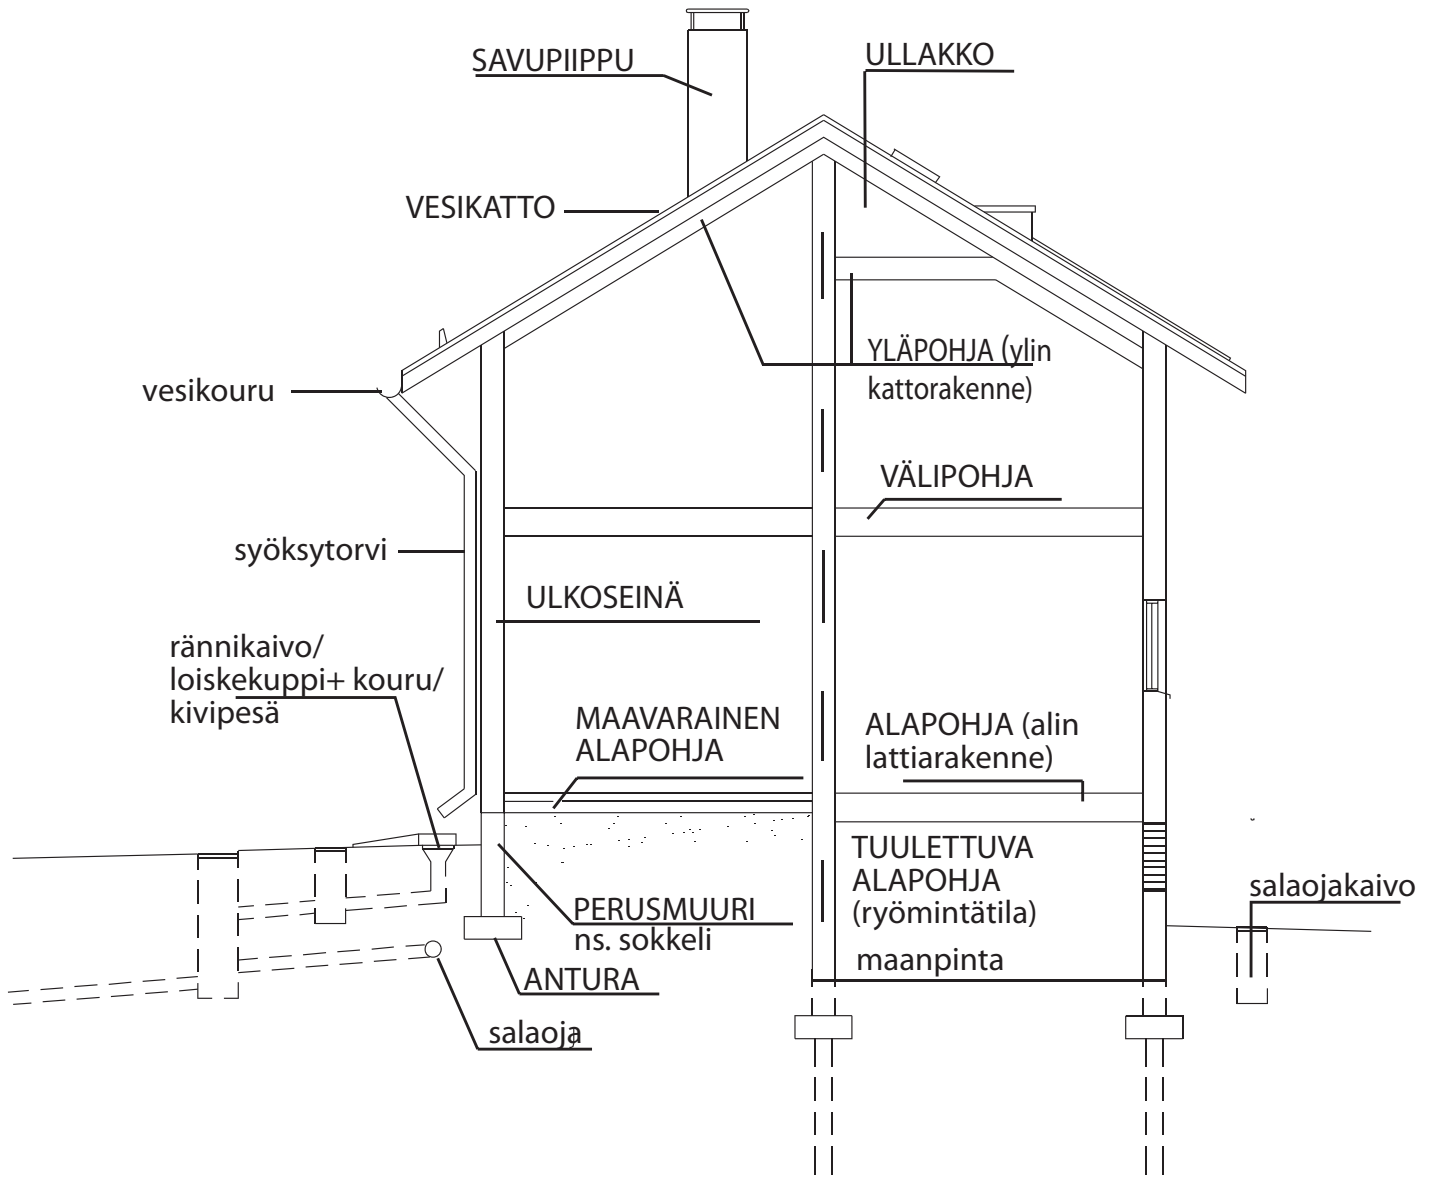 SAVUPIIPPU
ULLAKKO
VESIKATTO
YLÄPOHJA (ylin
kattorakenne)
vesikouru
VÄLIPOHJA
syöksytorvi
ULKOSEINÄ
rännikaivo/
loiskekuppi+ kouru/
kivipesä
MAAVARAINEN
ALAPOHJA
ALAPOHJA (alin
lattiarakenne)
TUULETTUVA
ALAPOHJA
(ryömintätila)
maanpinta
salaojakaivo
PERUSMUURI
ns. sokkeli
ANTURA
salaoja